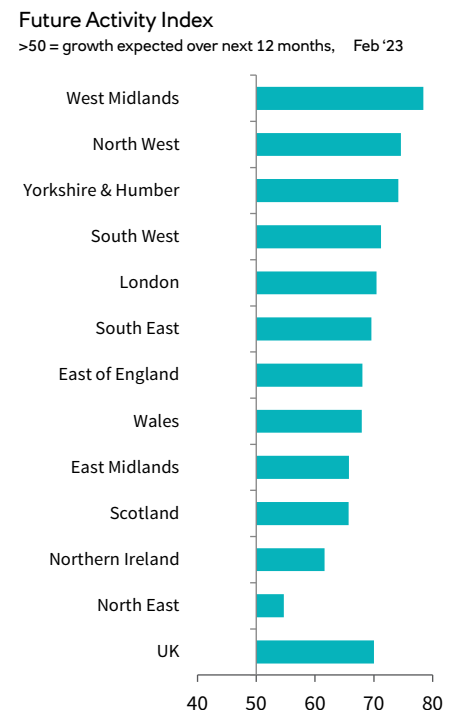 Future Activity Index
>50 = growth expected over next 12 months, Feb ‘23
West Midlands
North West
Yorkshire & Humber
South West
London
South East
East of England
Wales
East Midlands
Scotland
Northern Ireland
North East
UK
40 50 60 70 80